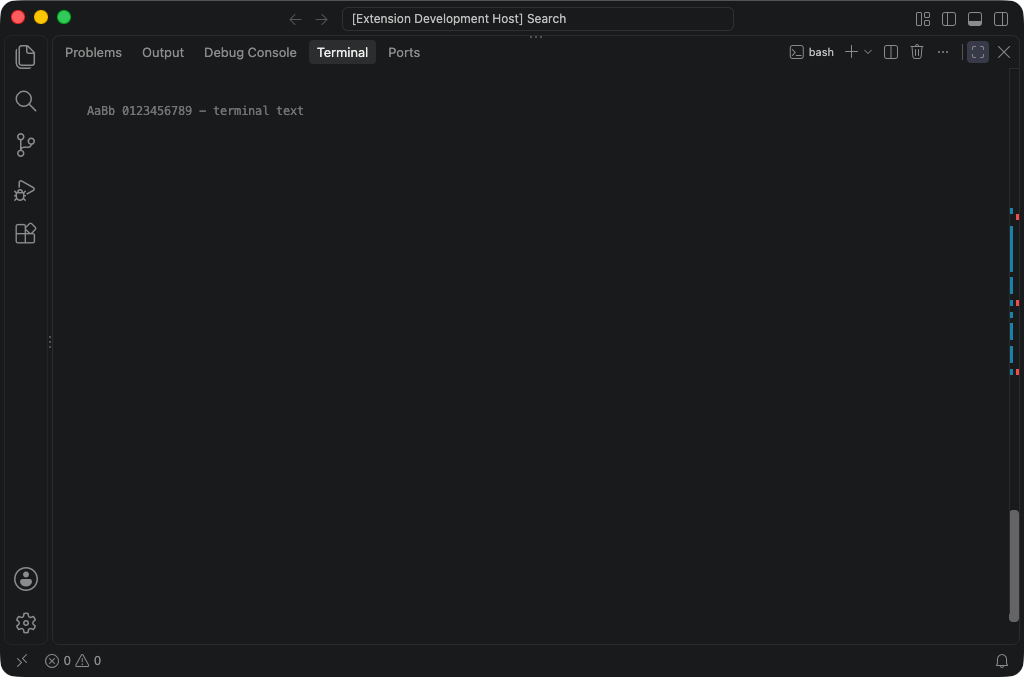 [Extension Development Host] Search
Problems Output Debug Console Terminal Ports bash
AaBb 0123456789 — terminal text
0 0